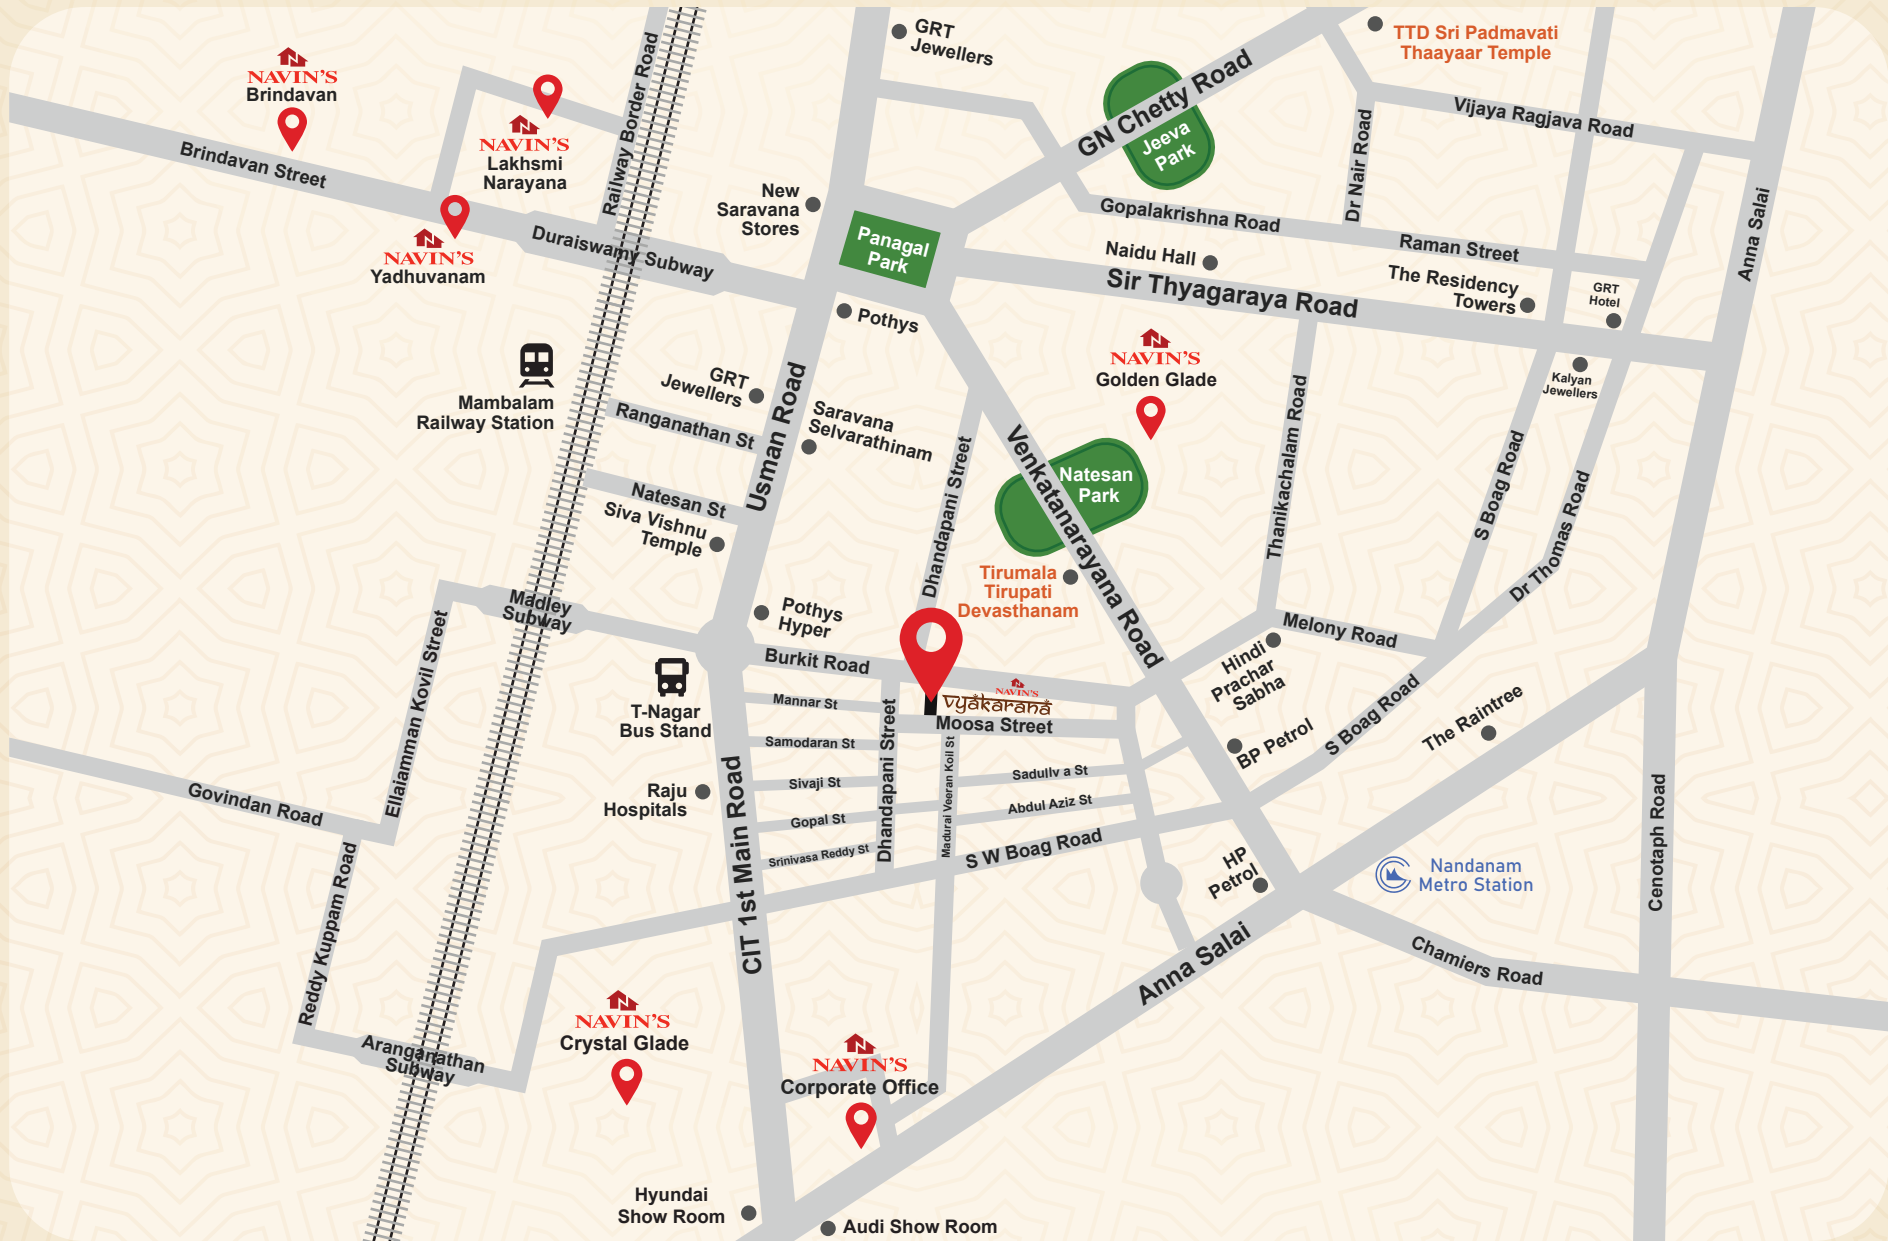 GRT
Jewellers
TTD Sri Padmavati
Thaayaar Temple
NAVIN'S
Brindavan
NAVIN'S
Lakhsmi
Narayana
Railway Border Road
GN Chetty Road
Jeeva
Park
Vijaya Ragjava Road
Dr Nair Road
Brindavan Street
New
Saravana
Stores
Gopalakrishna Road
Raman Street
Anna Salai
Duraiswamy Subway
Panagal
Park
Naidu Hall
Sir Thyagaraya Road
The Residency
Towers
GRT
Hotel
NAVIN'S
Yadhuvanam
Pothys
NAVIN'S
Golden Glade
Kalyan
Jewellers
Mambalam
Railway Station
GRT
Jewellers
Ranganathan St
Usman Road
Saravana
Selvarathinam
Dhandapani Street
Venkatanarayana Road
Natesan
Park
Thanikachalam Road
S Boag Road
Dr Thomas Road
Natesan St
Siva Vishnu
Temple
Tirumala
Tirupati
Devasthanam
Madley
Subway
Pothys
Hyper
Burkit Road
Melony Road
Hindi
Prachar
Sabha
Ellaiamman Kovil Street
T-Nagar
Bus Stand
Mannar St
NAVIN'S
vyakarana
Moosa Street
Dhandapani Street
Samodaran St
Madurai Veeran Koil St
BP Petrol
S Boag Road
The Raintree
Govindan Road
Raju
Hospitals
Sivaji St
Sadullv a St
Gopal St
Abdul Aziz St
Srinivasa Reddy St
S W Boag Road
CIT 1st Main Road
HP
Petrol
Nandanam
Metro Station
Cenotaph Road
Reddy Kuppam Road
Anna Salai
Chamiers Road
Aranganathan
Subway
NAVIN'S
Crystal Glade
NAVIN'S
Corporate Office
Hyundai
Show Room
Audi Show Room